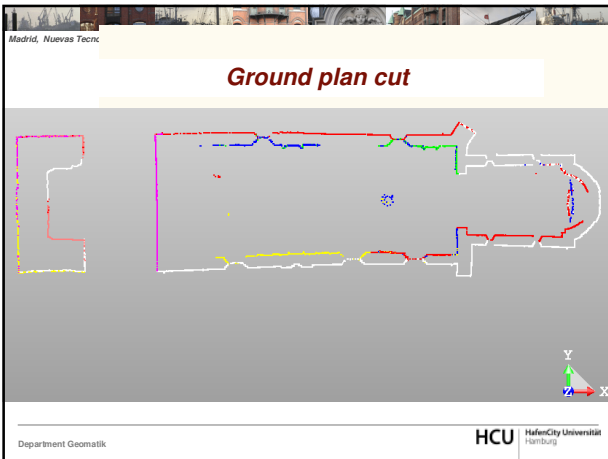 Madrid, Nuevas Tecno
Ground plan cut
Y
Z
X
Department Geomatik
HCU
HafenCity Universität
Hamburg